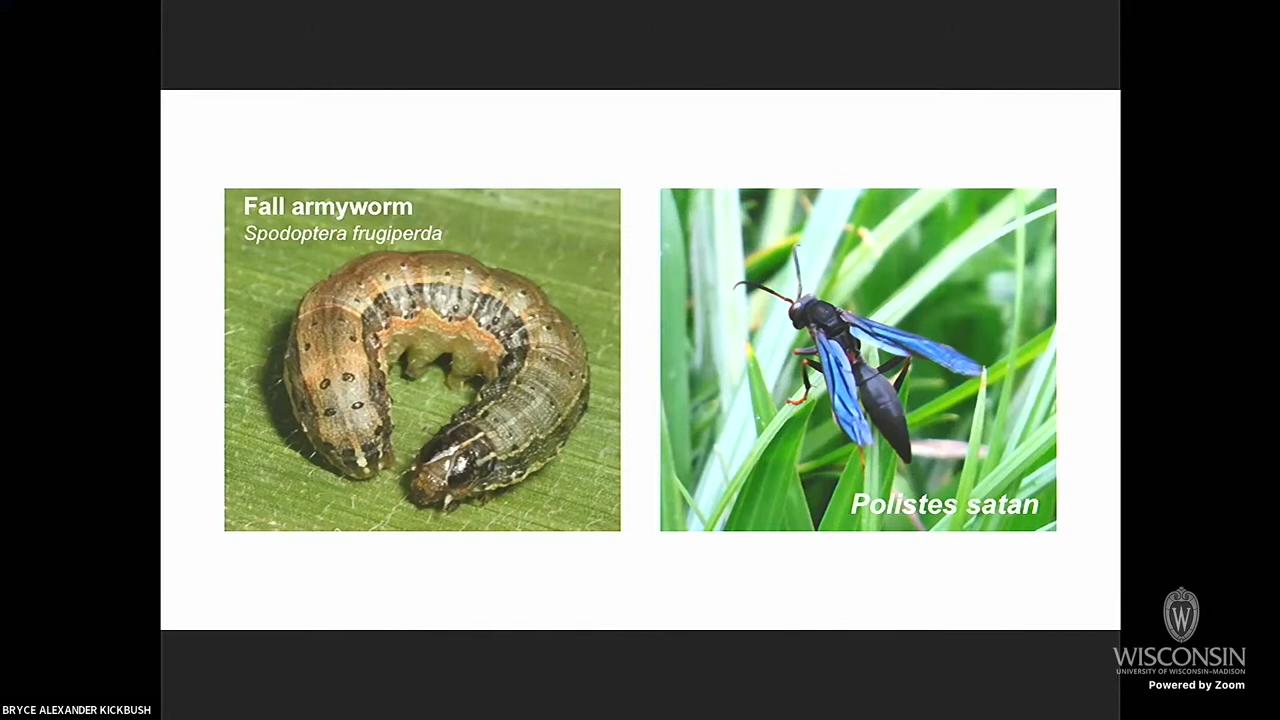 Fall armyworm
Spodoptera frugiperda
Polistes satan
W
WISCONSIN
UNIVERSITY OF WISCONSIN–MADISON
Powered by Zoom
BRYCE ALEXANDER KICKBUSH